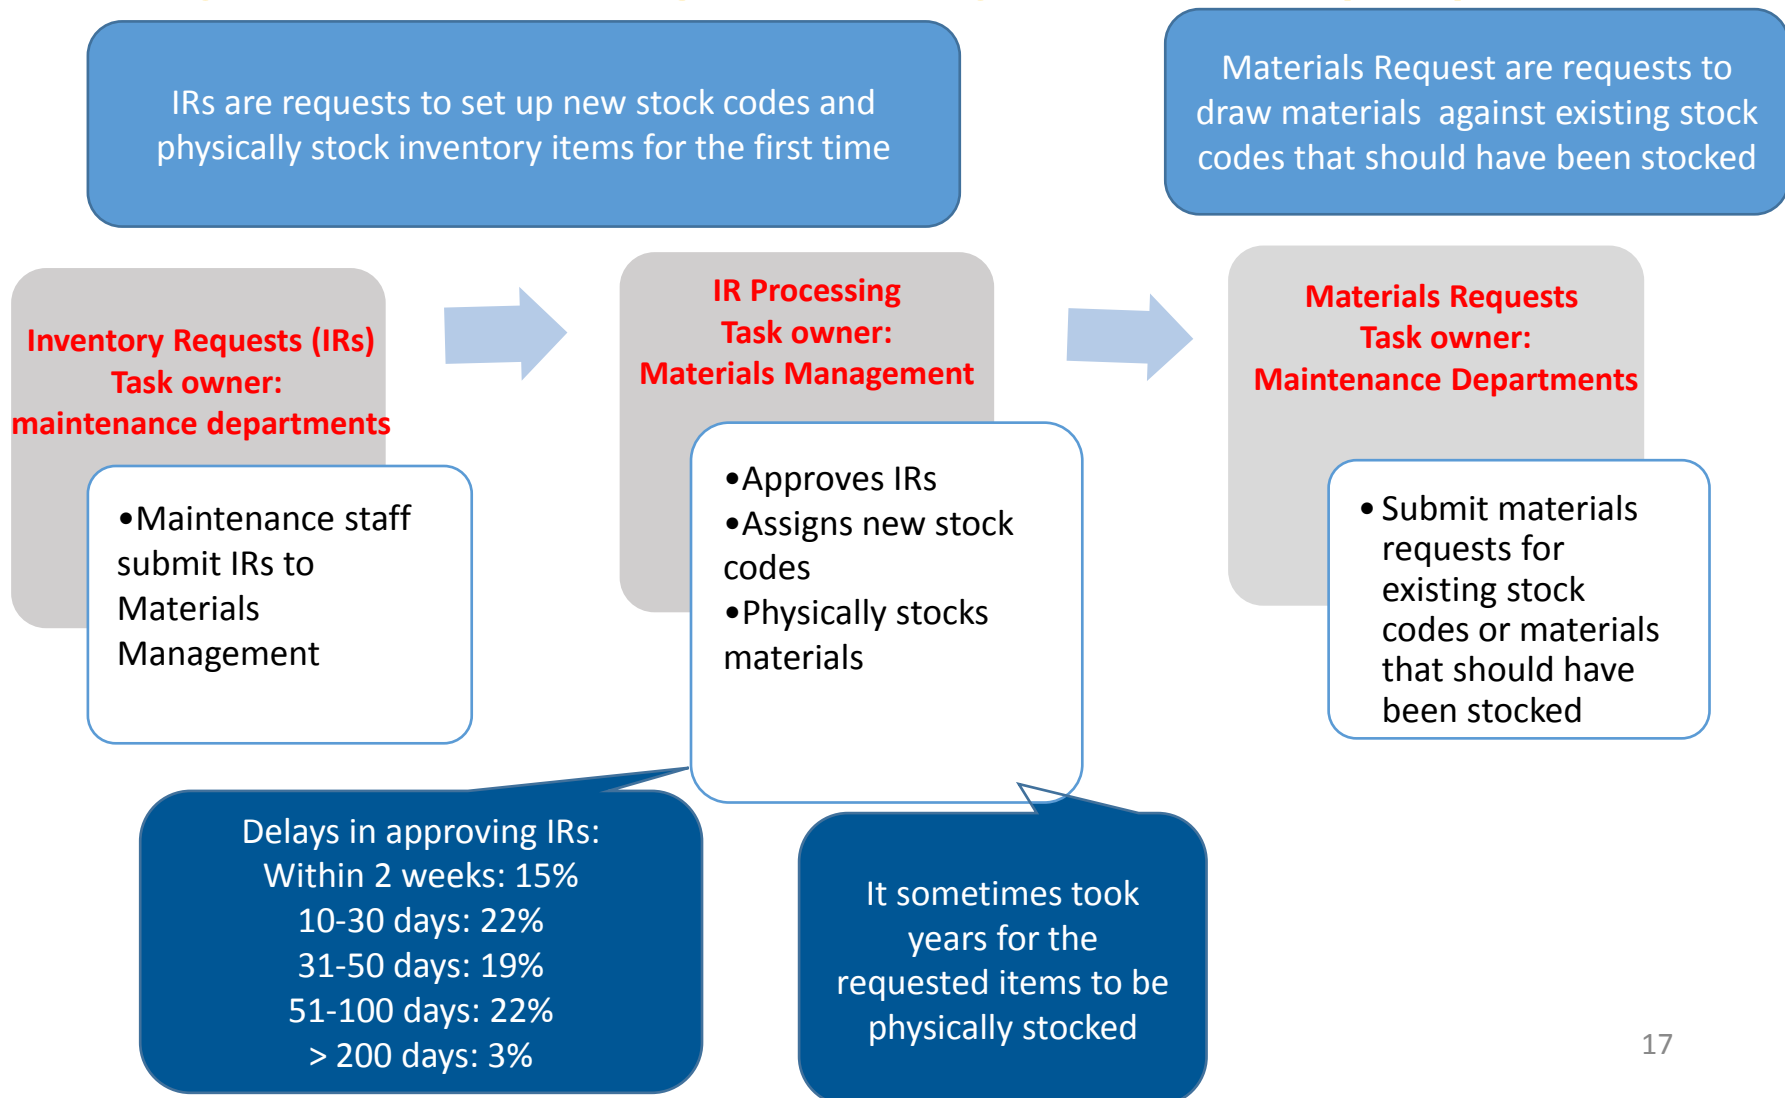 IRs are requests to set up new stock codes and
physically stock inventory items for the first time
Materials Request are requests to
draw materials against existing stock
codes that should have been stocked
Inventory Requests (IRs)
Task owner:
maintenance departments
•Maintenance staff
submit IRs to
Materials
Management
IR Processing
Task owner:
Materials Management
•Approves IRs
•Assigns new stock
codes
•Physically stocks
materials
Materials Requests
Task owner:
Maintenance Departments
• Submit materials
requests for
existing stock
codes or materials
that should have
been stocked
Delays in approving IRs:
Within 2 weeks: 15%
10-30 days: 22%
31-50 days: 19%
51-100 days: 22%
> 200 days: 3%
It sometimes took
years for the
requested items to be
physically stocked
17